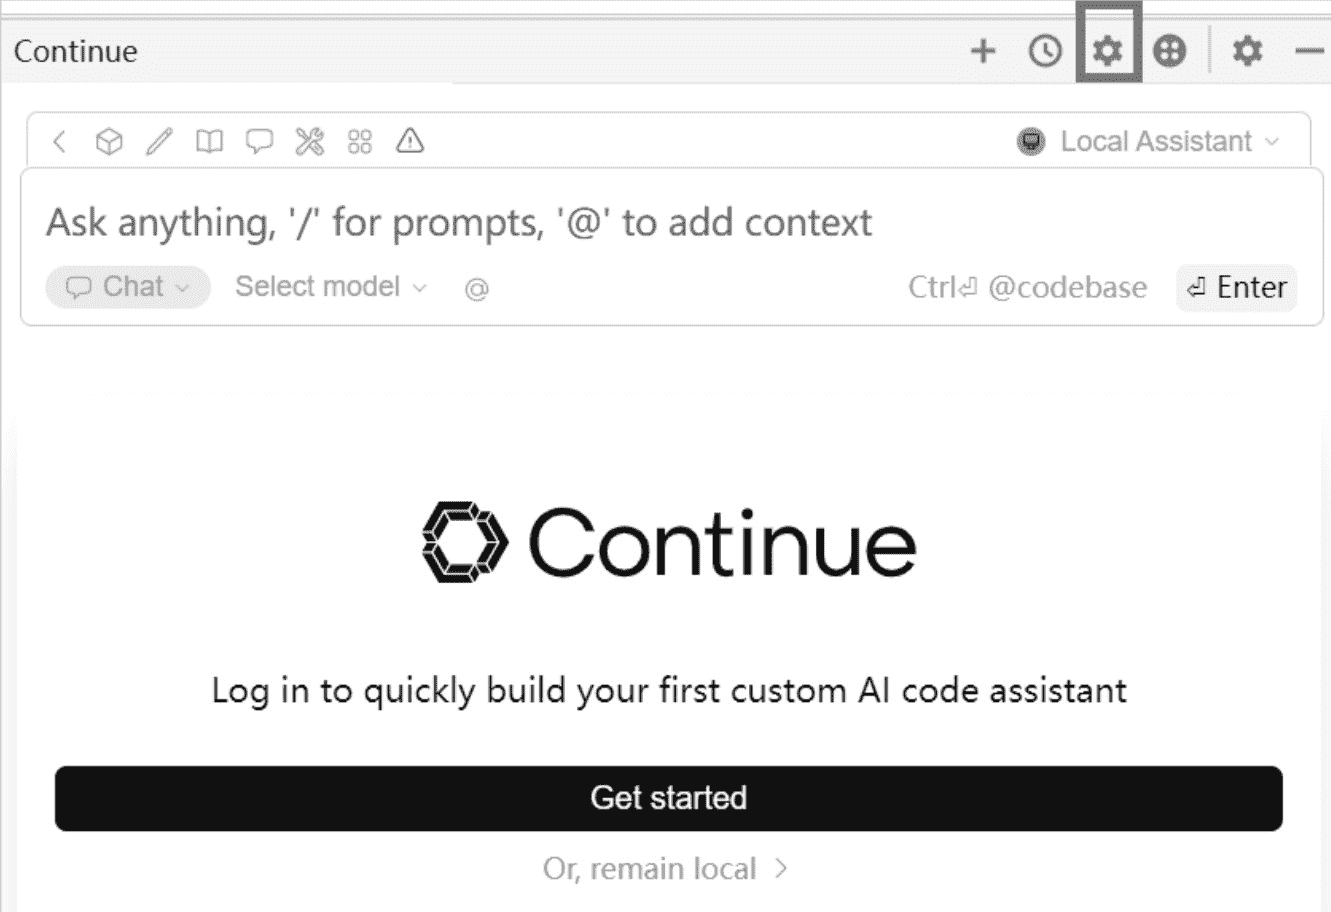 Continue
Local Assistant
Ask anything, '/' for prompts, '@' to add context
Chat Select model @ Ctrl⏎ @codebase ⏎ Enter
Continue
Log in to quickly build your first custom AI code assistant
Get started
Or, remain local >